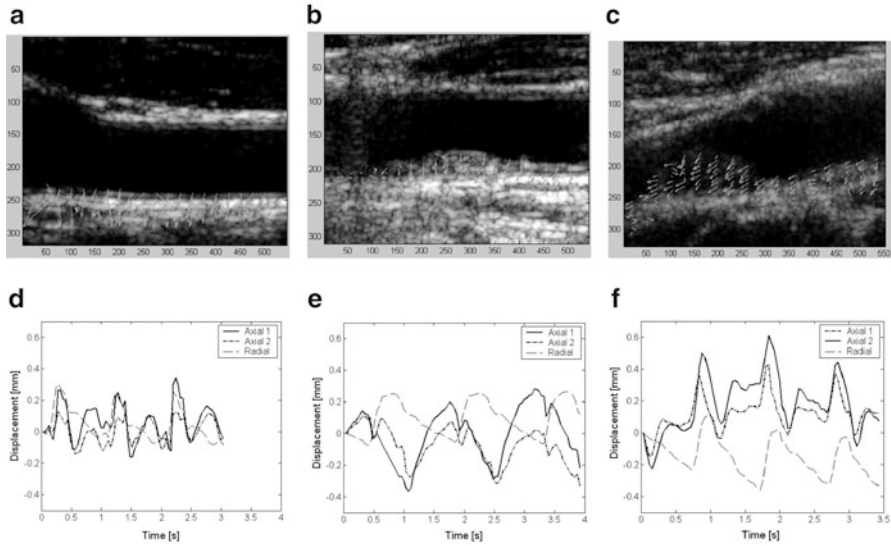 a
50
100
150
200
250
300
50 100 150 200 250 300 350 400 450 500
b
50
100
150
200
250
300
50 100 150 200 250 300 350 400 450 500
c
50
100
150
200
250
300
50 100 150 200 250 300 350 400 450 500 550
d
Displacement [mm]
0.6
0.4
0.2
0
-0.2
-0.4
Axial 1
Axial 2
Radial
0 0.5 1 1.5 2 2.5 3 3.5 4
Time [s]
e
Displacement [mm]
0.6
0.4
0.2
0
-0.2
-0.4
Axial 1
Axial 2
Radial
0 0.5 1 1.5 2 2.5 3 3.5 4
Time [s]
f
Displacement [mm]
0.6
0.4
0.2
0
-0.2
-0.4
Axial 1
Axial 2
Radial
0 0.5 1 1.5 2 2.5 3 3.5
Time [s]